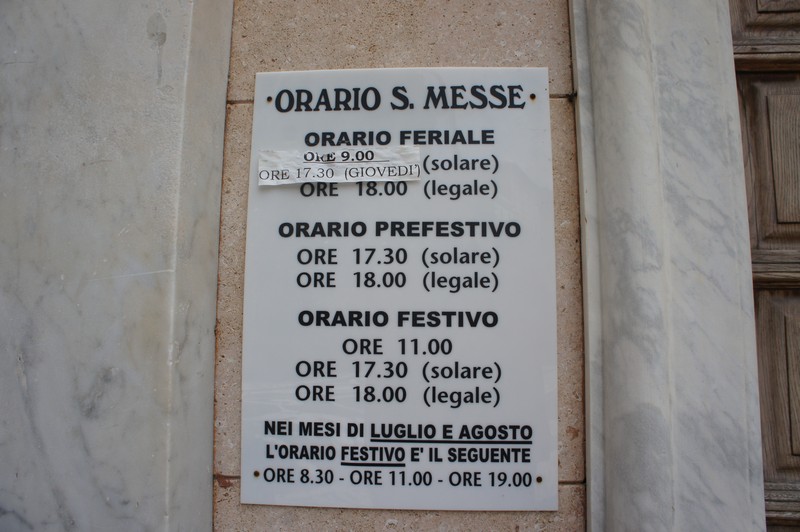 ORARIO S. MESSE
ORARIO FERIALE
ORE 9.00
ORE 17.30 (GIOVEDI') (solare)
ORE 18.00 (legale)
ORARIO PREFESTIVO
ORE 17.30 (solare)
ORE 18.00 (legale)
ORARIO FESTIVO
ORE 11.00
ORE 17.30 (solare)
ORE 18.00 (legale)
NEI MESI DI LUGLIO E AGOSTO
L'ORARIO FESTIVO E' IL SEGUENTE
ORE 8.30 - ORE 11.00 - ORE 19.00